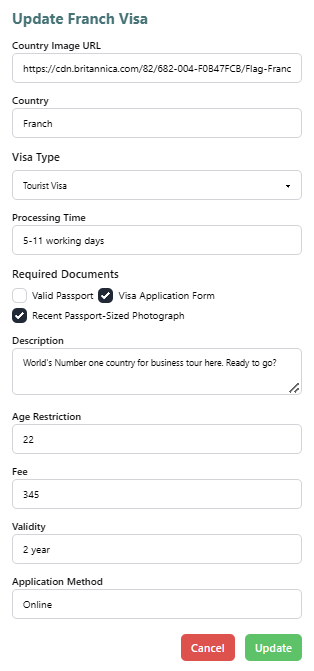 Update Franch Visa
Country Image URL
https://cdn.britannica.com/82/682-004-F0B47FCB/Flag-Franc
Country
Franch
Visa Type
Tourist Visa
Processing Time
5-11 working days
Required Documents
Valid Passport Visa Application Form
Recent Passport-Sized Photograph
Description
World's Number one country for business tour here. Ready to go?
Age Restriction
22
Fee
345
Validity
2 year
Application Method
Online
Cancel Update